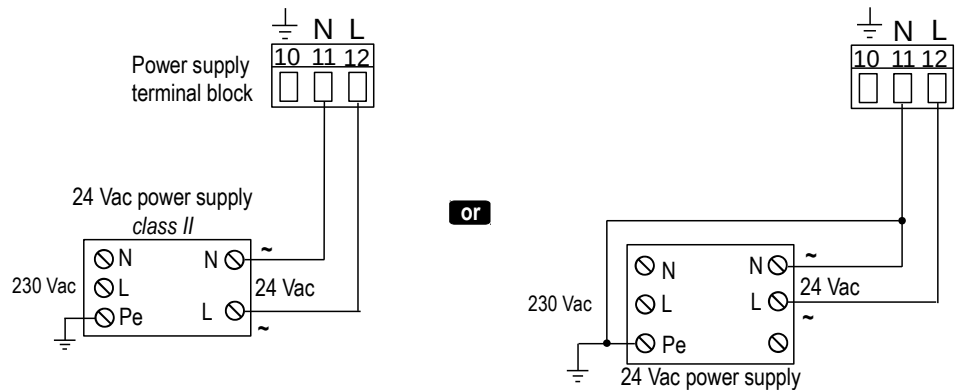 N L
10 11 12
Power supply
terminal block
24 Vac power supply
class II
N
L
Pe
230 Vac
N
L
24 Vac
~
~
or
N L
10 11 12
N
L
Pe
230 Vac
N
L
24 Vac
~
~
24 Vac power supply